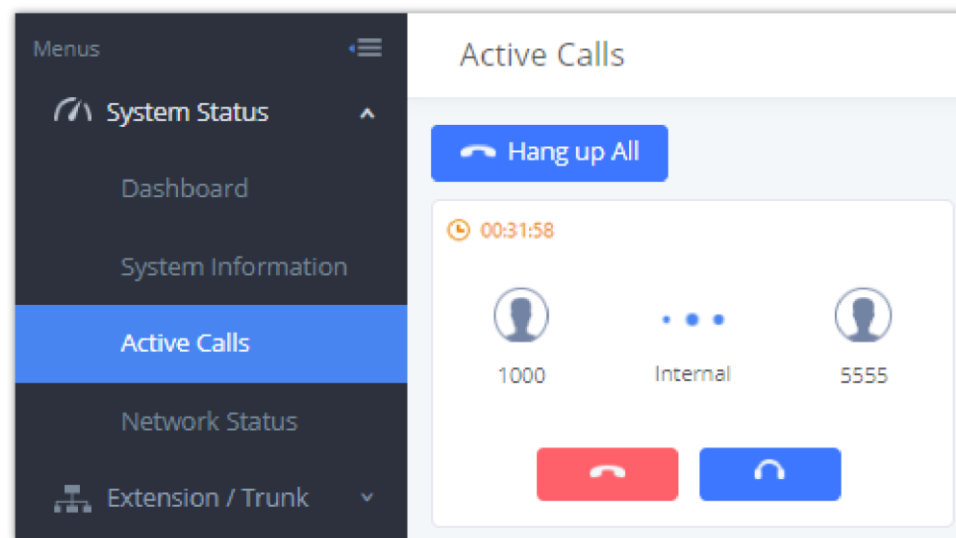 Menus
System Status
Dashboard
System Information
Active Calls
Network Status
Extension / Trunk
Active Calls
Hang up All
00:31:58
1000
Internal
5555